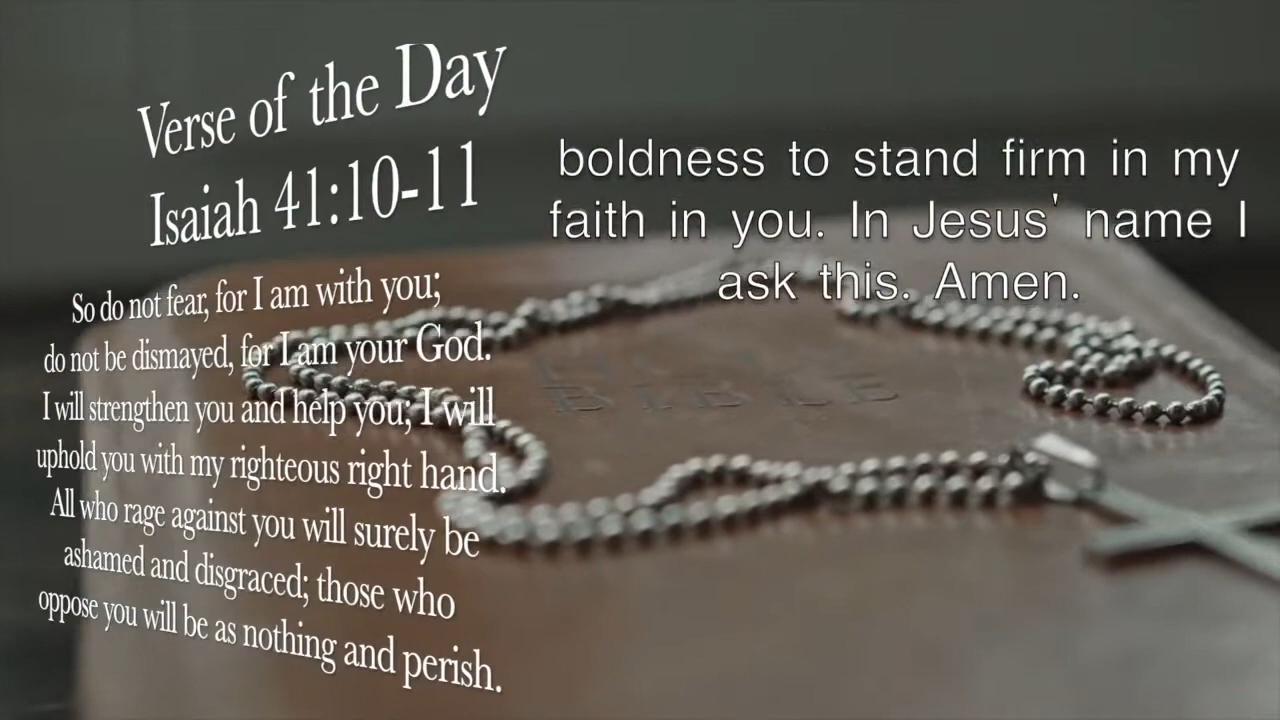 Verse of the Day
Isaiah 41:10-11
So do not fear, for I am with you;
do not be dismayed, for I am your God.
I will strengthen you and help you; I will
uphold you with my righteous right hand.
All who rage against you will surely be
ashamed and disgraced; those who
oppose you will be as nothing and perish.
boldness to stand firm in my
faith in you. In Jesus' name I
ask this. Amen.
BIBLE